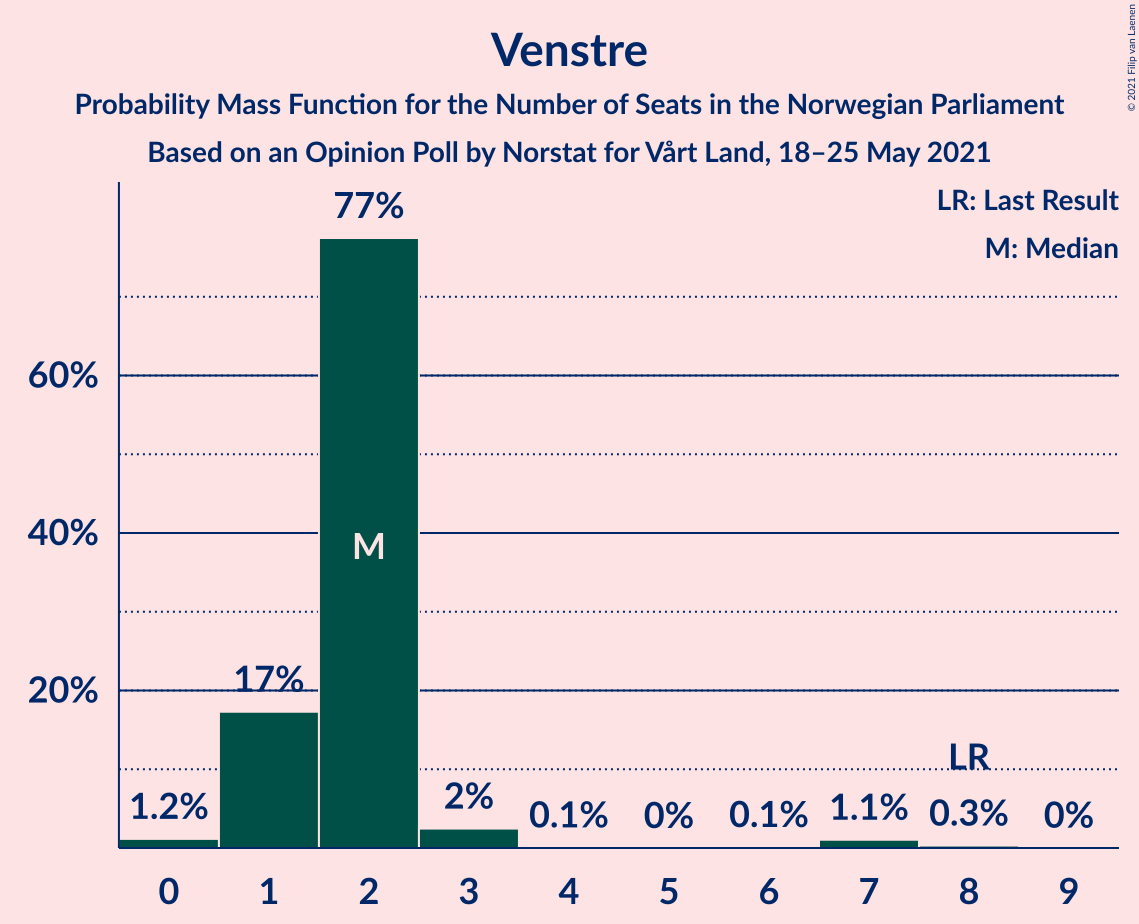 Venstre
Probability Mass Function for the Number of Seats in the Norwegian Parliament
Based on an Opinion Poll by Norstat for Vårt Land, 18–25 May 2021
© 2021 Filip van Laenen
LR: Last Result
M: Median
77%
60%
40%
M
17%
20%
LR
1.2%
2%
0.1%
0%
0.1%
1.1%
0.3%
0%
0 1 2 3 4 5 6 7 8 9